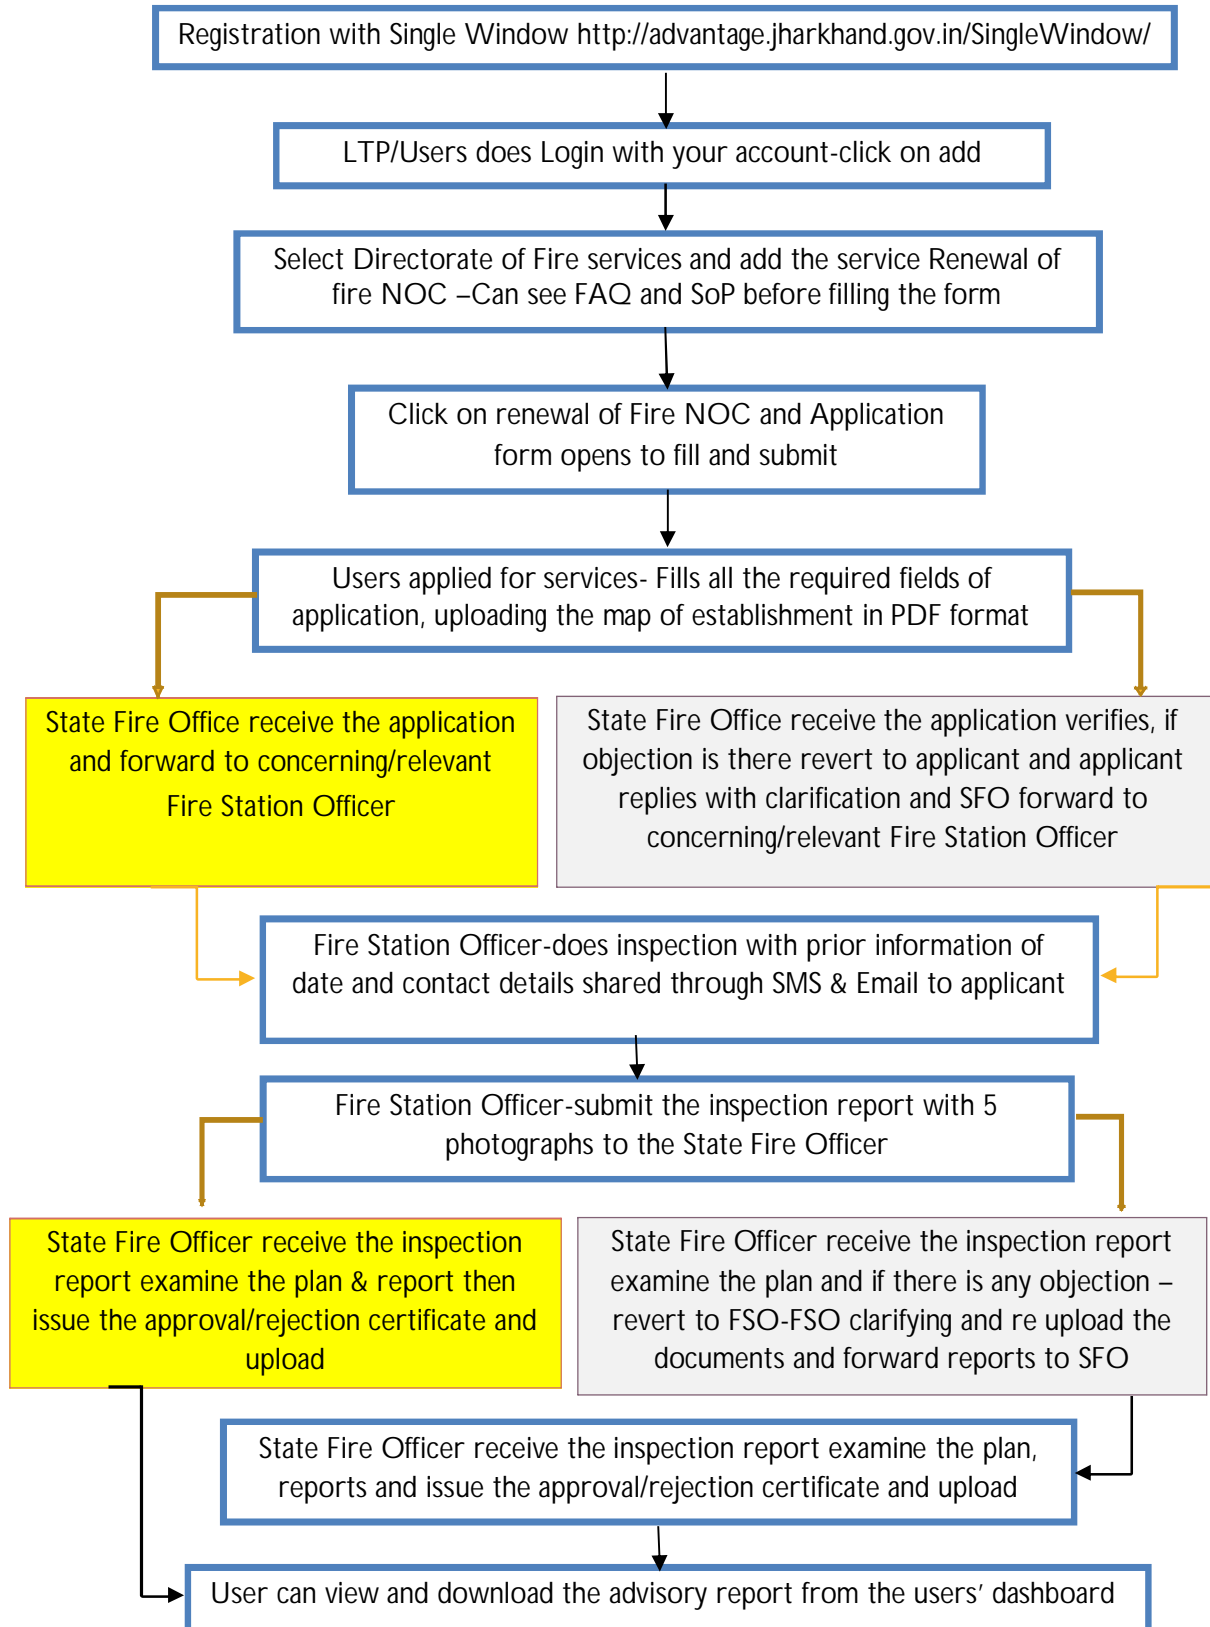 Registration with Single Window http://advantage.jharkhand.gov.in/SingleWindow/
LTP/Users does Login with your account-click on add
Select Directorate of Fire services and add the service Renewal of
fire NOC –Can see FAQ and SoP before filling the form
Click on renewal of Fire NOC and Application
form opens to fill and submit
Users applied for services- Fills all the required fields of
application, uploading the map of establishment in PDF format
State Fire Office receive the application
and forward to concerning/relevant
Fire Station Officer
State Fire Office receive the application verifies, if
objection is there revert to applicant and applicant
replies with clarification and SFO forward to
concerning/relevant Fire Station Officer
Fire Station Officer-does inspection with prior information of
date and contact details shared through SMS & Email to applicant
Fire Station Officer-submit the inspection report with 5
photographs to the State Fire Officer
State Fire Officer receive the inspection
report examine the plan & report then
issue the approval/rejection certificate and
upload
State Fire Officer receive the inspection report
examine the plan and if there is any objection –
revert to FSO-FSO clarifying and re upload the
documents and forward reports to SFO
State Fire Officer receive the inspection report examine the plan,
reports and issue the approval/rejection certificate and upload
User can view and download the advisory report from the users’ dashboard